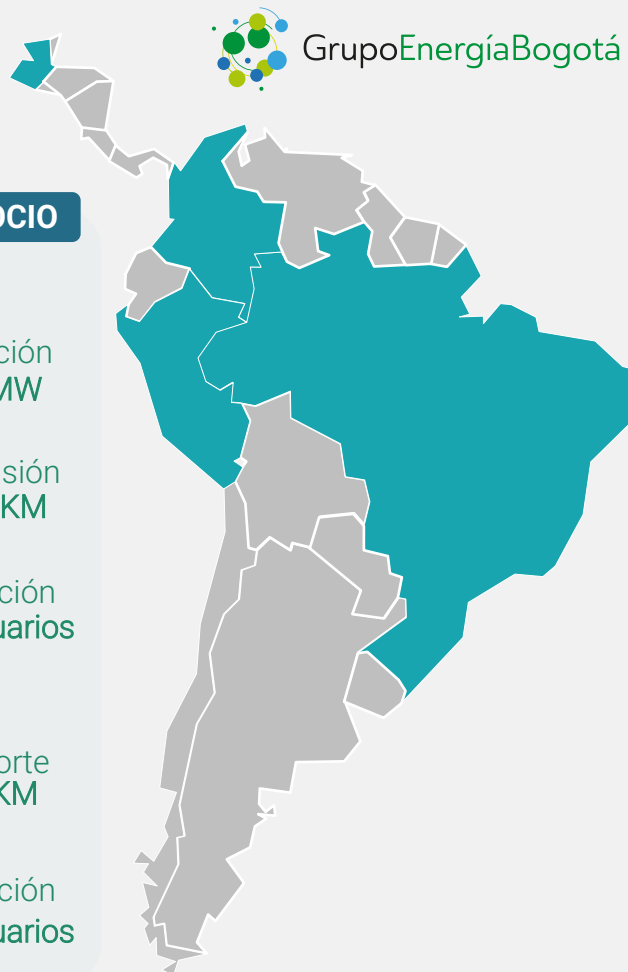 GrupoEnergíaBogotá
OCIO
ción
MW
sión
KM
ción
uarios
orte
KM
ción
uarios